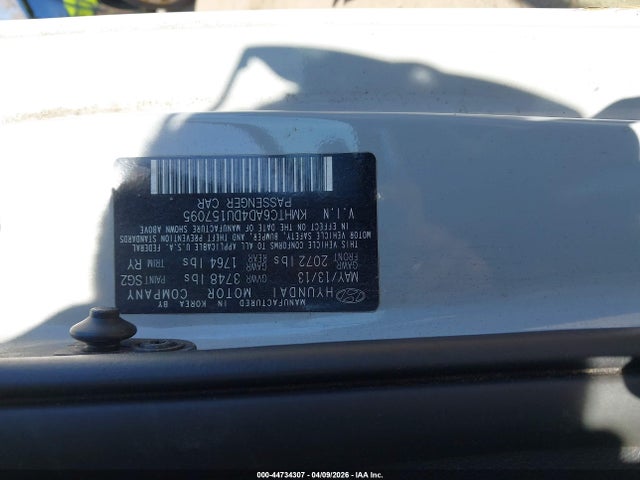 MANUFACTURED IN KOREA BY
HYUNDAI MOTOR COMPANY
MAY/13/13 GVWR 3748 lbs PAINT SG2
GAWR FRONT 2072 lbs GAWR REAR 1764 lbs TRIM RY
THIS VEHICLE CONFORMS TO ALL APPLICABLE U.S.A. FEDERAL
MOTOR VEHICLE SAFETY, BUMPER, AND THEFT PREVENTION STANDARDS
IN EFFECT ON THE DATE OF MANUFACTURE SHOWN ABOVE
V.I.N KMHTC6AD4DU157095
PASSENGER CAR
000-44734307 - 04/09/2026 - IAA Inc.